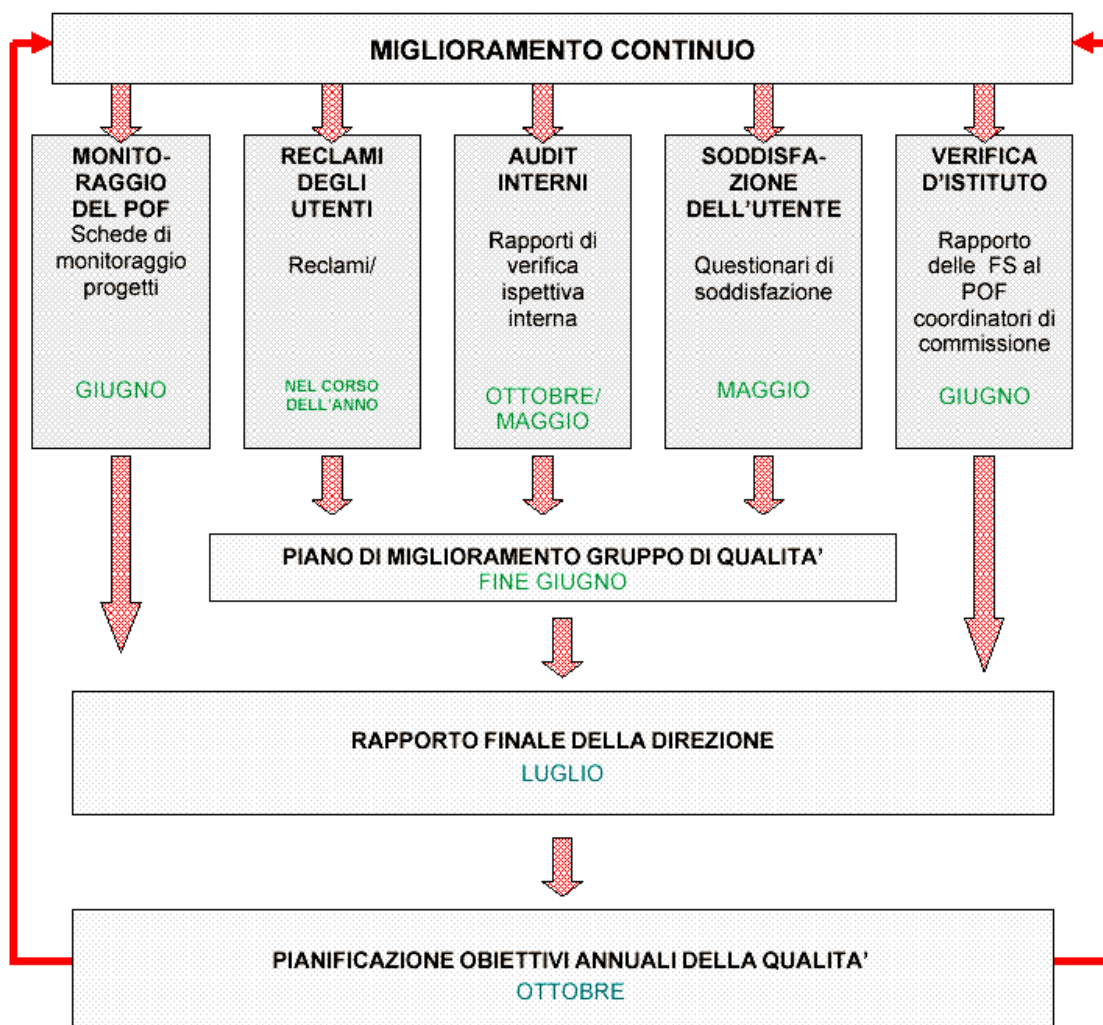 MIGLIORAMENTO CONTINUO
MONITO-
RAGGIO
DEL POF
Schede di
monitoraggio
progetti
GIUGNO
RECLAMI
DEGLI
UTENTI
Reclami/
NEL CORSO
DELL'ANNO
AUDIT
INTERNI
Rapporti di
verifica
ispettiva
interna
OTTOBRE/
MAGGIO
SODDISFA-
ZIONE
DELL'UTENTE
Questionari di
soddisfazione
MAGGIO
VERIFICA
D'ISTITUTO
Rapporto
delle FS al
POF
coordinatori di
commissione
GIUGNO
PIANO DI MIGLIORAMENTO GRUPPO DI QUALITA'
FINE GIUGNO
RAPPORTO FINALE DELLA DIREZIONE
LUGLIO
PIANIFICAZIONE OBIETTIVI ANNUALI DELLA QUALITA'
OTTOBRE